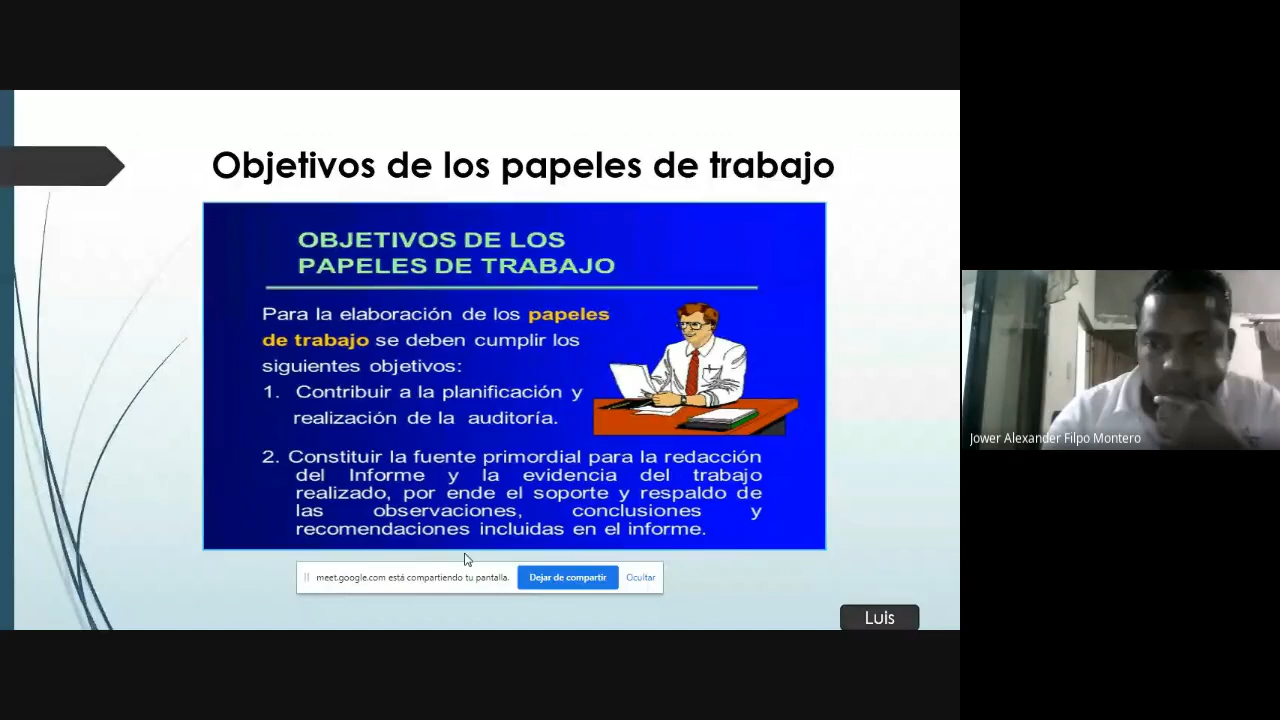 Objetivos de los papeles de trabajo
OBJETIVOS DE LOS
PAPELES DE TRABAJO
Para la elaboración de los papeles
de trabajo se deben cumplir los
siguientes objetivos:
1. Contribuir a la planificación y
realización de la auditoría.
2. Constituir la fuente primordial para la redacción
del Informe y la evidencia del trabajo
realizado, por ende el soporte y respaldo de
las observaciones, conclusiones y
recomendaciones incluidas en el informe.
meet.google.com está compartiendo tu pantalla.
Dejar de compartir
Ocultar
Luis
Jower Alexander Filpo Montero